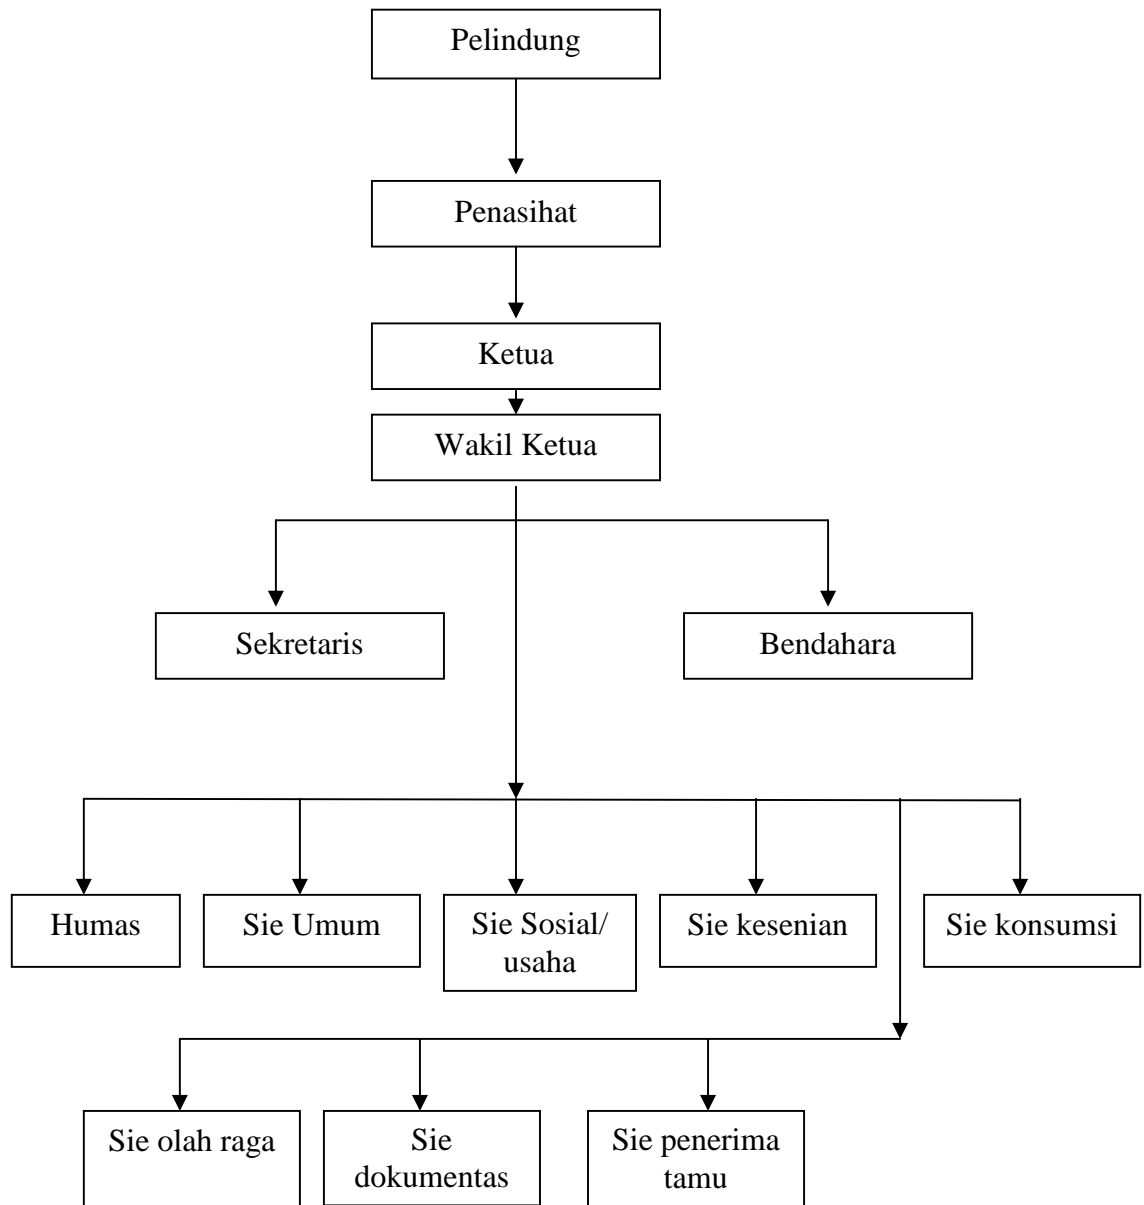 Pelindung
Penasihat
Ketua
Wakil Ketua
Sekretaris
Bendahara
Humas
Sie Umum
Sie Sosial/
usaha
Sie kesenian
Sie konsumsi
Sie olah raga
Sie
dokumentas
Sie penerima
tamu